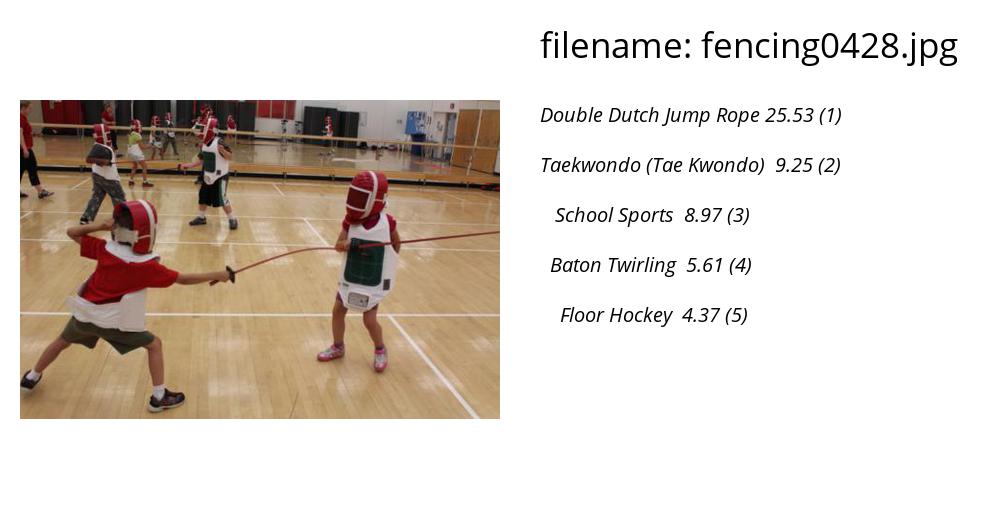 filename: fencing0428.jpg
Double Dutch Jump Rope 25.53 (1)
Taekwondo (Tae Kwondo) 9.25 (2)
School Sports 8.97 (3)
Baton Twirling 5.61 (4)
Floor Hockey 4.37 (5)